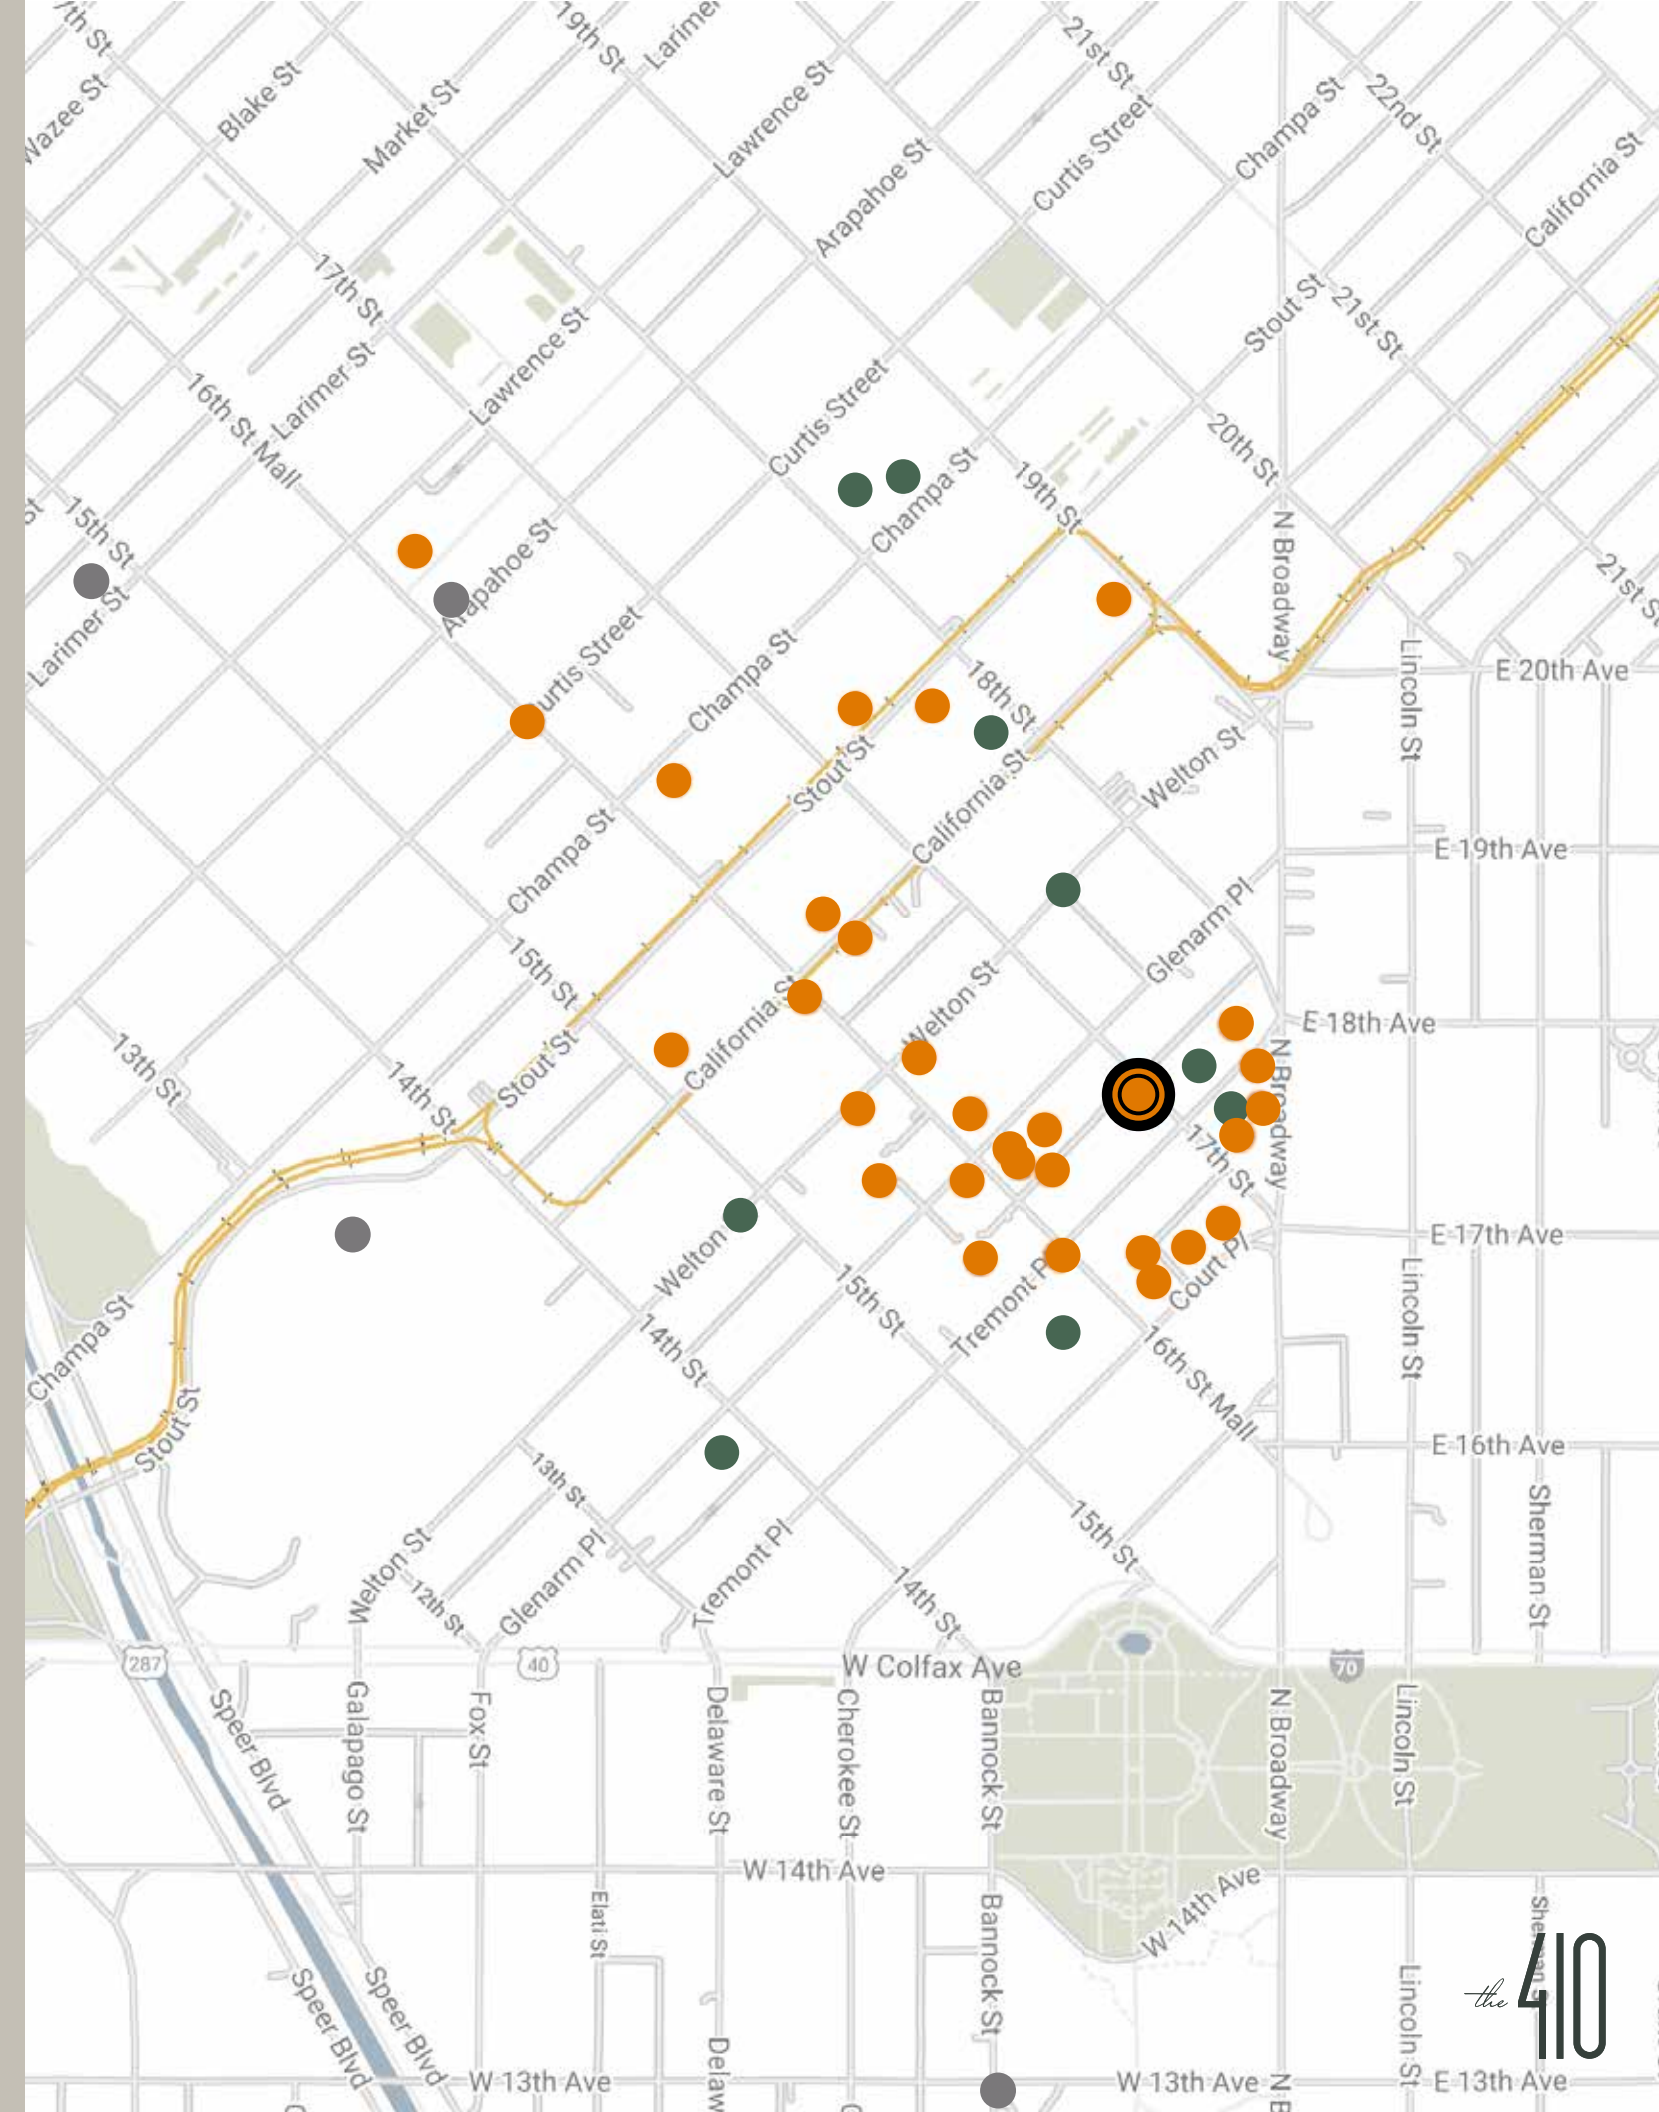 19th St
Larimer
21st St
7th St
Blake St
Market St
Lawrence St
Champa St
22nd St
Wazee St
Curtis Street
Arapahoe St
California St
17th St
Stout St
21st St
Lawrence St
Larimer St
16th St Mall
Curtis Street
20th St
Champa St
19th St
15th St
St
N Broadway
Arapahoe St
21st S
Larimer St
Curtis Street
Champa St
18th St
Lincoln St
E 20th Ave
Stout St
Welton St
California St
Champa St
E 19th Ave
Glenarm Pl
15th St
Welton St
California St
E 18th Ave
13th St
14th St
Stout St
N Broadway
17th St
Welton
15th St
Tremont P
Court Pl
E 17th Ave
Champa St
14th St
16th St Mall
Lincoln St
Stout St
E 16th Ave
13th St
15th St
Sherman St
Welton St
12th St
Glenarm Pl
Tremont Pl
14th St
287
40
W Colfax Ave
70
Speer Blvd
Galapago St
Fox St
Delaware St
Cherokee St
Bannock St
N Broadway
Lincoln St
W 14th Ave
Elati St
Bannock St
W 14th Ave
Sherman S
the 410
Speer Blvd
Speer Blvd
Delaw
Lincoln St
W 13th Ave
W 13th Ave
N B
E 13th Ave